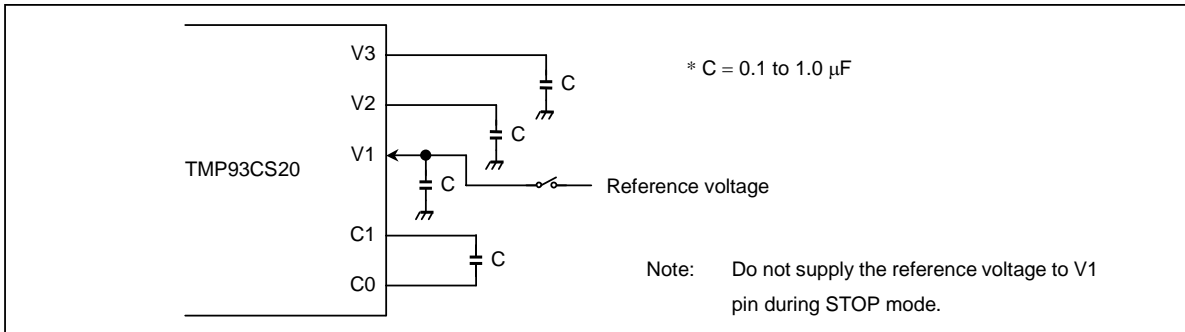 V3
* C = 0.1 to 1.0 μF
C
V2
C
TMP93CS20
V1
C
Reference voltage
C1
C
C0
Note: Do not supply the reference voltage to V1
pin during STOP mode.